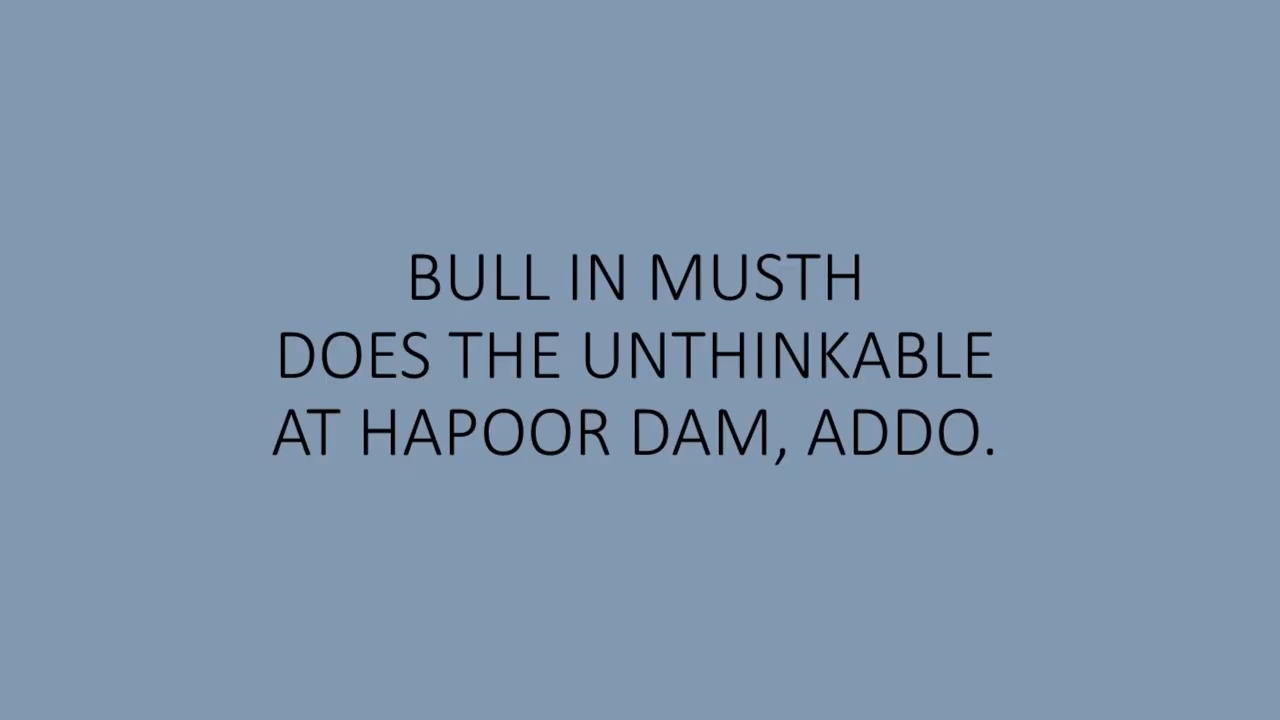 BULL IN MUSTH
DOES THE UNTHINKABLE
AT HAPOOR DAM, ADDO.